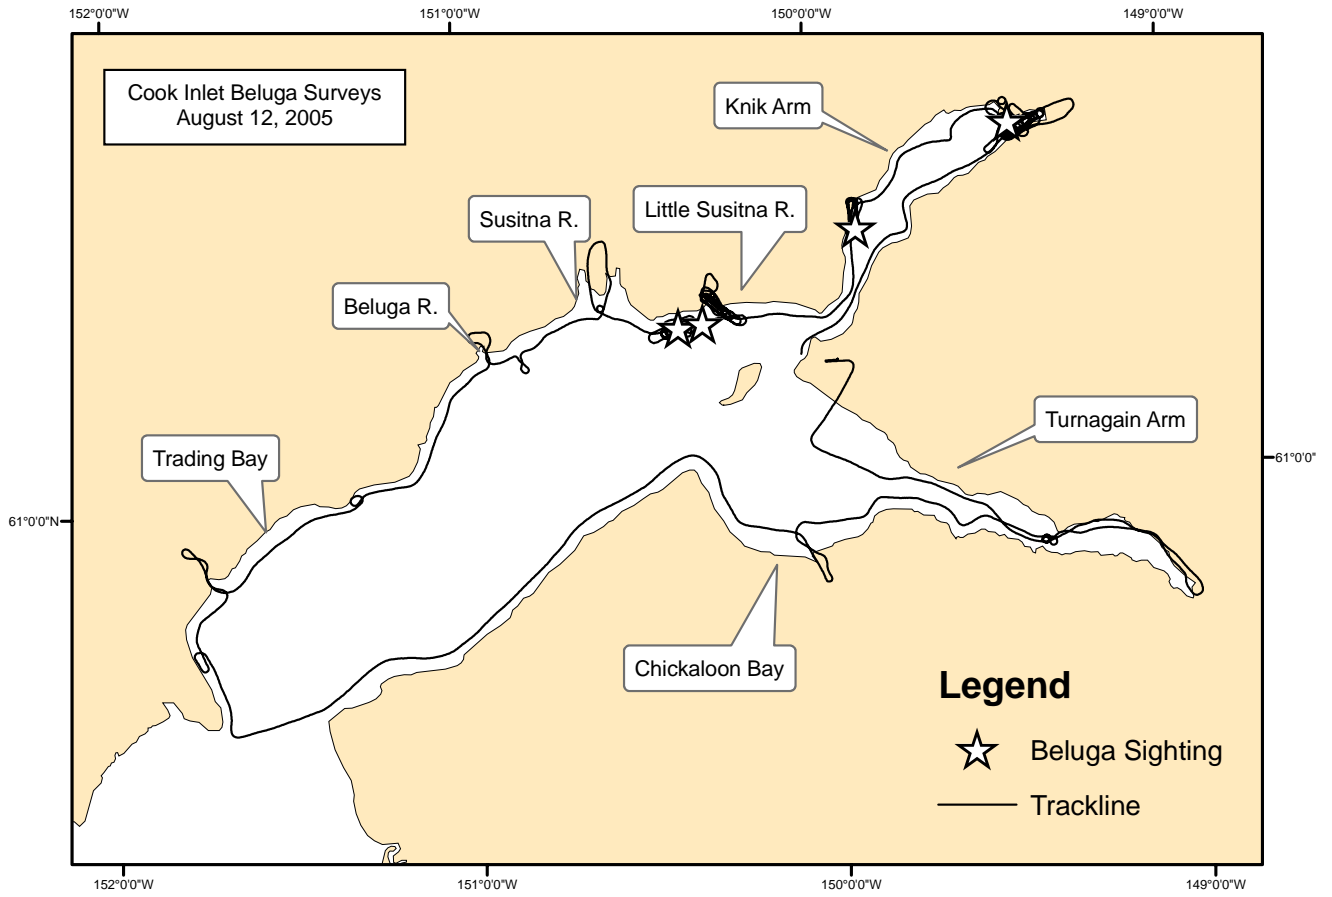 152°0'0"W
151°0'0"W
150°0'0"W
149°0'0"W
Cook Inlet Beluga Surveys
August 12, 2005
Knik Arm
Susitna R.
Little Susitna R.
Beluga R.
Turnagain Arm
Trading Bay
61°0'0"
61°0'0"N
Chickaloon Bay
Legend
Beluga Sighting
Trackline
152°0'0"W
151°0'0"W
150°0'0"W
149°0'0"W